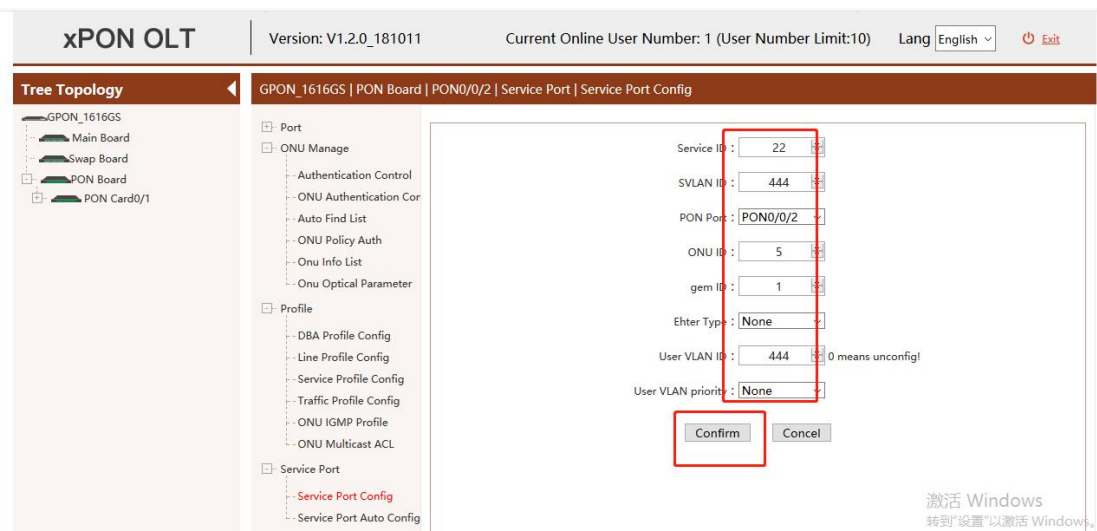 xPON OLT
Version: V1.2.0_181011
Current Online User Number: 1 (User Number Limit:10)
Lang English
Exit
Tree Topology
GPON_1616GS | PON Board | PON0/0/2 | Service Port | Service Port Config
GPON_1616GS
Main Board
Swap Board
PON Board
PON Card0/1
Port
ONU Manage
Authentication Control
ONU Authentication Cor
Auto Find List
ONU Policy Auth
Onu Info List
Onu Optical Parameter
Profile
DBA Profile Config
Line Profile Config
Service Profile Config
Traffic Profile Config
ONU IGMP Profile
ONU Multicast ACL
Service Port
Service Port Config
Service Port Auto Config
Service ID : 22
SVLAN ID : 444
PON Port : PON0/0/2
ONU ID : 5
gem ID : 1
Ehter Type : None
User VLAN ID : 444 0 means unconfig!
User VLAN priority : None
Confirm Concel
激活 Windows
转到"设置"以激活 Windows。